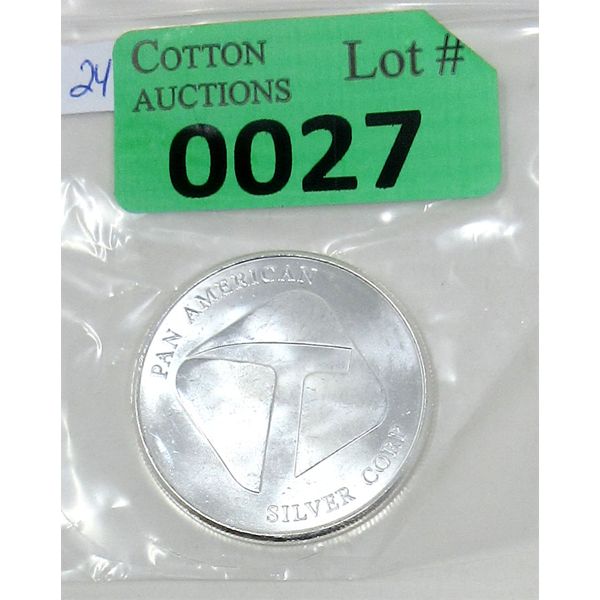 24
COTTON
AUCTIONS
Lot #
0027
PAN AMERICAN
SILVER CORP